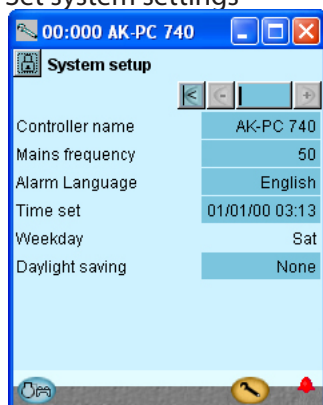 Set system settings
00:000 AK-PC 740
System setup
Controller name AK-PC 740
Mains frequency 50
Alarm Language English
Time set 01/01/00 03:13
Weekday Sat
Daylight saving None